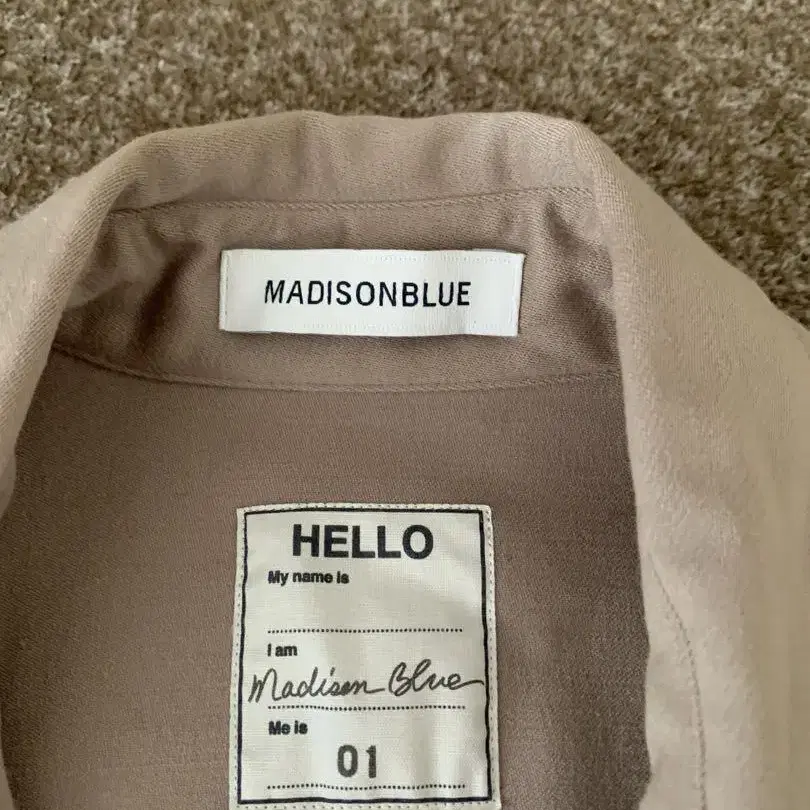 MADISONBLUE
HELLO
My name is
I am
Madison Blue
Me is
01